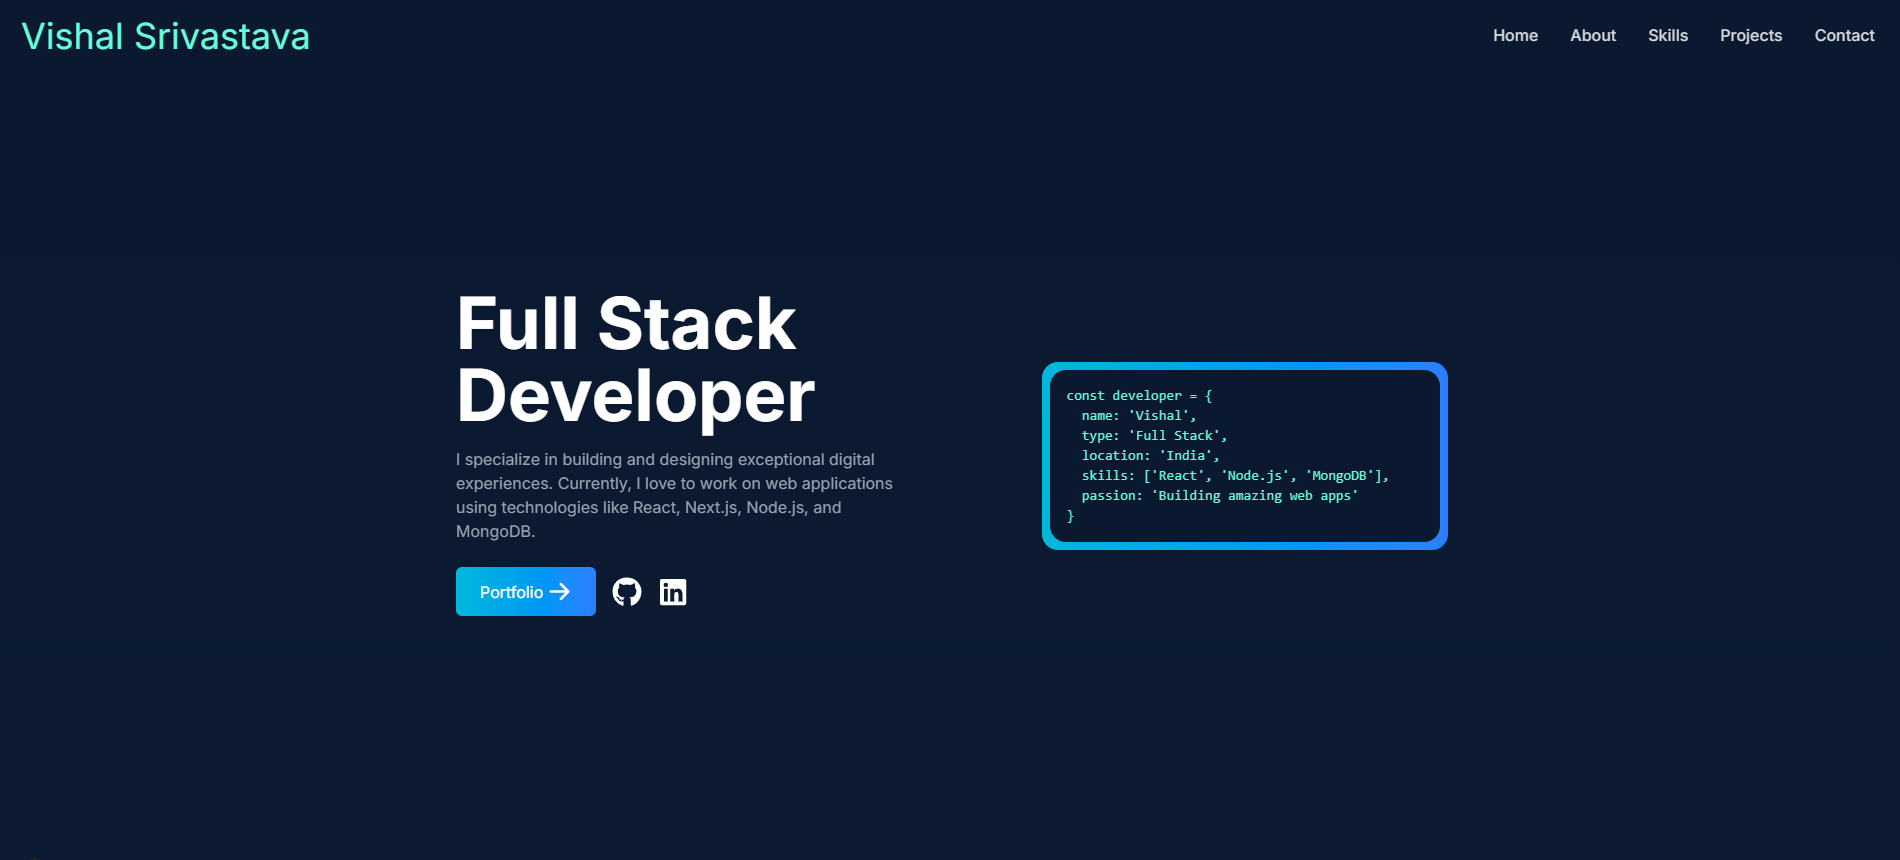 Vishal Srivastava
Home
About
Skills
Projects
Contact
Full Stack
Developer
I specialize in building and designing exceptional digital
experiences. Currently, I love to work on web applications
using technologies like React, Next.js, Node.js, and
MongoDB.
Portfolio
in
const developer = {
  name: 'Vishal',
  type: 'Full Stack',
  location: 'India',
  skills: ['React', 'Node.js', 'MongoDB'],
  passion: 'Building amazing web apps'
}